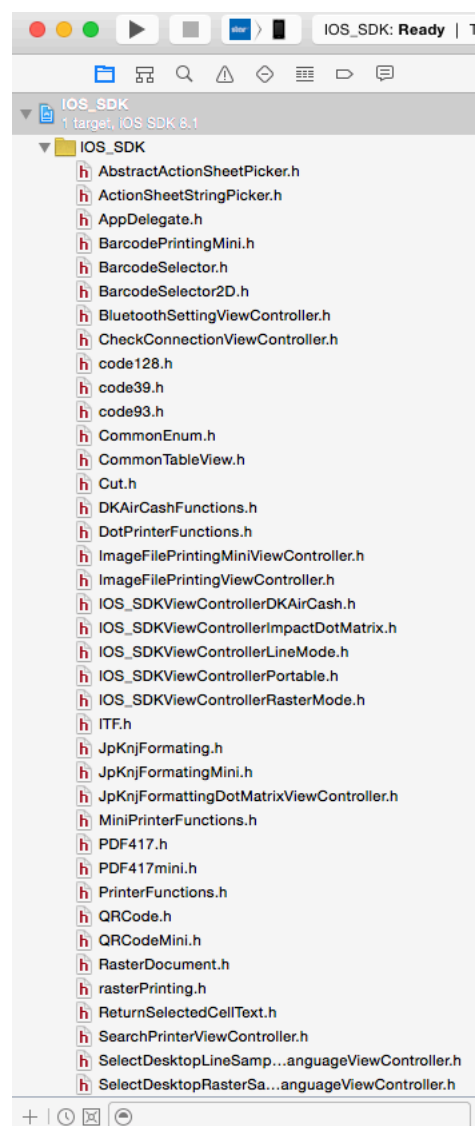 star
IOS_SDK: Ready |
IOS_SDK
1 target, iOS SDK 8.1
IOS_SDK
h AbstractActionSheetPicker.h
h ActionSheetStringPicker.h
h AppDelegate.h
h BarcodePrintingMini.h
h BarcodeSelector.h
h BarcodeSelector2D.h
h BluetoothSettingViewController.h
h CheckConnectionViewController.h
h code128.h
h code39.h
h code93.h
h CommonEnum.h
h CommonTableView.h
h Cut.h
h DKAirCashFunctions.h
h DotPrinterFunctions.h
h ImageFilePrintingMiniViewController.h
h ImageFilePrintingViewController.h
h IOS_SDKViewControllerDKAirCash.h
h IOS_SDKViewControllerImpactDotMatrix.h
h IOS_SDKViewControllerLineMode.h
h IOS_SDKViewControllerPortable.h
h IOS_SDKViewControllerRasterMode.h
h ITF.h
h JpKnjFormating.h
h JpKnjFormatingMini.h
h JpKnjFormattingDotMatrixViewController.h
h MiniPrinterFunctions.h
h PDF417.h
h PDF417mini.h
h PrinterFunctions.h
h QRCode.h
h QRCodeMini.h
h RasterDocument.h
h rasterPrinting.h
h ReturnSelectedCellText.h
h SearchPrinterViewController.h
h SelectDesktopLineSamp...anguageViewController.h
h SelectDesktopRasterSa...anguageViewController.h